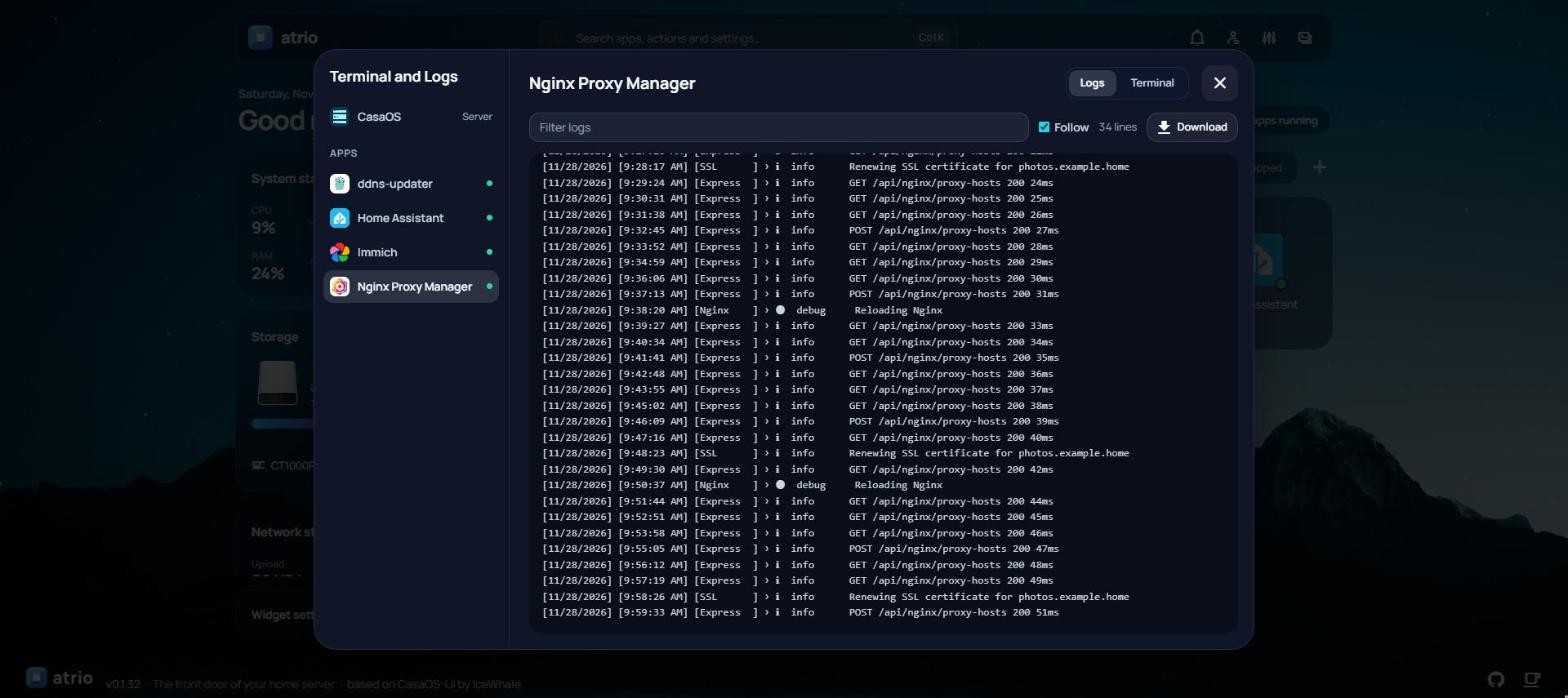 atrio
Search apps, actions and settings...
Ctrl K
Saturday, Nov
Good
apps running
System sta
CPU
9%
RAM
24%
Storage
CT1000P
Network st
Upload
Widget sett
assistant
Terminal and Logs
CasaOS Server
APPS
ddns-updater
Home Assistant
Immich
Nginx Proxy Manager
Nginx Proxy Manager
Logs Terminal
Filter logs
Follow 34 lines Download
[11/28/2026] [9:28:17 AM] [SSL ] › ℹ info Renewing SSL certificate for photos.example.home
[11/28/2026] [9:29:24 AM] [Express ] › ℹ info GET /api/nginx/proxy-hosts 200 24ms
[11/28/2026] [9:30:31 AM] [Express ] › ℹ info GET /api/nginx/proxy-hosts 200 25ms
[11/28/2026] [9:31:38 AM] [Express ] › ℹ info GET /api/nginx/proxy-hosts 200 26ms
[11/28/2026] [9:32:45 AM] [Express ] › ℹ info POST /api/nginx/proxy-hosts 200 27ms
[11/28/2026] [9:33:52 AM] [Express ] › ℹ info GET /api/nginx/proxy-hosts 200 28ms
[11/28/2026] [9:34:59 AM] [Express ] › ℹ info GET /api/nginx/proxy-hosts 200 29ms
[11/28/2026] [9:36:06 AM] [Express ] › ℹ info GET /api/nginx/proxy-hosts 200 30ms
[11/28/2026] [9:37:13 AM] [Express ] › ℹ info POST /api/nginx/proxy-hosts 200 31ms
[11/28/2026] [9:38:20 AM] [Nginx ] › ⬤ debug Reloading Nginx
[11/28/2026] [9:39:27 AM] [Express ] › ℹ info GET /api/nginx/proxy-hosts 200 33ms
[11/28/2026] [9:40:34 AM] [Express ] › ℹ info GET /api/nginx/proxy-hosts 200 34ms
[11/28/2026] [9:41:41 AM] [Express ] › ℹ info POST /api/nginx/proxy-hosts 200 35ms
[11/28/2026] [9:42:48 AM] [Express ] › ℹ info GET /api/nginx/proxy-hosts 200 36ms
[11/28/2026] [9:43:55 AM] [Express ] › ℹ info GET /api/nginx/proxy-hosts 200 37ms
[11/28/2026] [9:45:02 AM] [Express ] › ℹ info GET /api/nginx/proxy-hosts 200 38ms
[11/28/2026] [9:46:09 AM] [Express ] › ℹ info POST /api/nginx/proxy-hosts 200 39ms
[11/28/2026] [9:47:16 AM] [Express ] › ℹ info GET /api/nginx/proxy-hosts 200 40ms
[11/28/2026] [9:48:23 AM] [SSL ] › ℹ info Renewing SSL certificate for photos.example.home
[11/28/2026] [9:49:30 AM] [Express ] › ℹ info GET /api/nginx/proxy-hosts 200 42ms
[11/28/2026] [9:50:37 AM] [Nginx ] › ⬤ debug Reloading Nginx
[11/28/2026] [9:51:44 AM] [Express ] › ℹ info GET /api/nginx/proxy-hosts 200 44ms
[11/28/2026] [9:52:51 AM] [Express ] › ℹ info GET /api/nginx/proxy-hosts 200 45ms
[11/28/2026] [9:53:58 AM] [Express ] › ℹ info GET /api/nginx/proxy-hosts 200 46ms
[11/28/2026] [9:55:05 AM] [Express ] › ℹ info POST /api/nginx/proxy-hosts 200 47ms
[11/28/2026] [9:56:12 AM] [Express ] › ℹ info GET /api/nginx/proxy-hosts 200 48ms
[11/28/2026] [9:57:19 AM] [Express ] › ℹ info GET /api/nginx/proxy-hosts 200 49ms
[11/28/2026] [9:58:26 AM] [SSL ] › ℹ info Renewing SSL certificate for photos.example.home
[11/28/2026] [9:59:33 AM] [Express ] › ℹ info POST /api/nginx/proxy-hosts 200 51ms
atrio v0.1.32 · The front door of your home server · based on CasaOS-UI by IceWhale